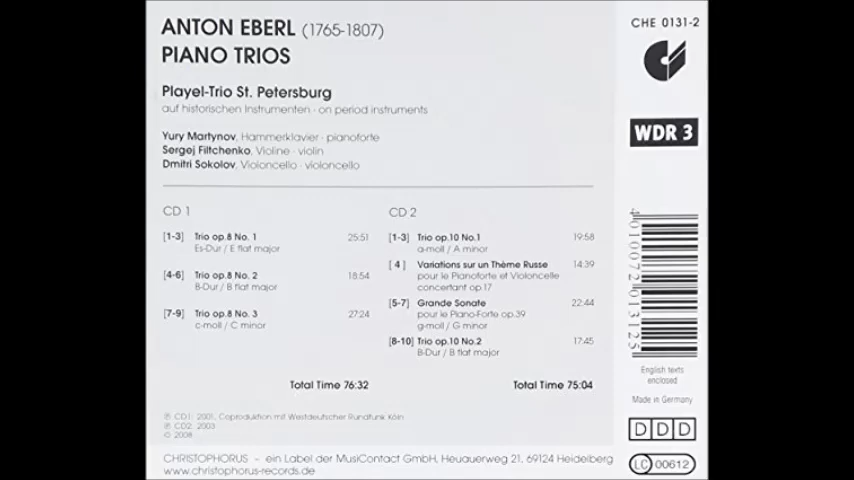 ANTON EBERL (1765-1807)
PIANO TRIOS
Playel-Trio St. Petersburg
auf historischen Instrumenten · on period instruments
Yury Martynov, Hammerklavier · pianoforte
Sergej Filtchenko, Violine · violin
Dmitri Sokolov, Violoncello · violoncello
CD 1
[1-3] Trio op.8 No. 1 25:51
Es-Dur / E flat major
[4-6] Trio op.8 No. 2 18:54
B-Dur / B flat major
[7-9] Trio op.8 No. 3 27:24
c-moll / C minor
Total Time 76:32
CD 2
[1-3] Trio op.10 No.1 19:58
a-moll / A minor
[ 4 ] Variations sur un Thème Russe 14:39
pour le Pianoforte et Violoncelle
concertant op.17
[5-7] Grande Sonate 22:44
pour le Piano-Forte op.39
g-moll / G minor
[8-10] Trio op.10 No.2 17:45
B-Dur / B flat major
Total Time 75:04
℗ CD1: 2001, Coproduktion mit Westdeutscher Rundfunk Köln
℗ CD2: 2003
© 2008
CHRISTOPHORUS - ein Label der MusiContact GmbH, Heuauerweg 21, 69124 Heidelberg
www.christophorus-records.de
CHE 0131-2
WDR 3
4010072013125
English texts
enclosed
Made in Germany
DDD
LC 00612